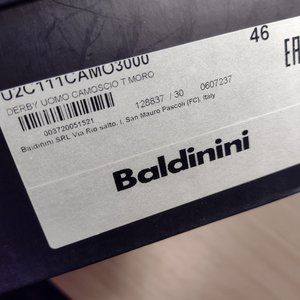 U2C111CAMO3000
46
DERBY UOMO CAMOSCIO T.MORO
003720051521
128837 / 30 0607237
Baldinini SRL Via Rio salto, I, San Mauro Pascoli (FC), Italy
Baldinini
EAC